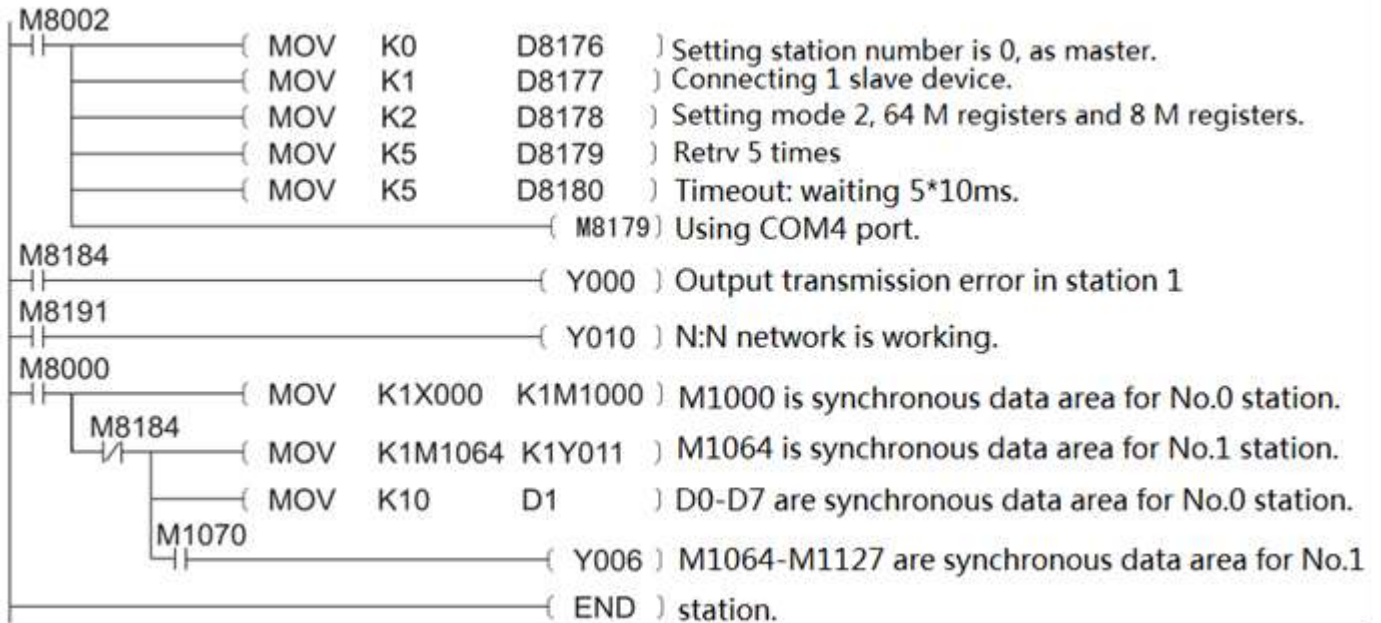 M8002
( MOV K0 D8176 ) Setting station number is 0, as master.
( MOV K1 D8177 ) Connecting 1 slave device.
( MOV K2 D8178 ) Setting mode 2, 64 M registers and 8 M registers.
( MOV K5 D8179 ) Retrv 5 times
( MOV K5 D8180 ) Timeout: waiting 5*10ms.
( M8179 ) Using COM4 port.
M8184
( Y000 ) Output transmission error in station 1
M8191
( Y010 ) N:N network is working.
M8000
( MOV K1X000 K1M1000 ) M1000 is synchronous data area for No.0 station.
M8184
( MOV K1M1064 K1Y011 ) M1064 is synchronous data area for No.1 station.
( MOV K10 D1 ) D0-D7 are synchronous data area for No.0 station.
M1070
( Y006 ) M1064-M1127 are synchronous data area for No.1
( END ) station.